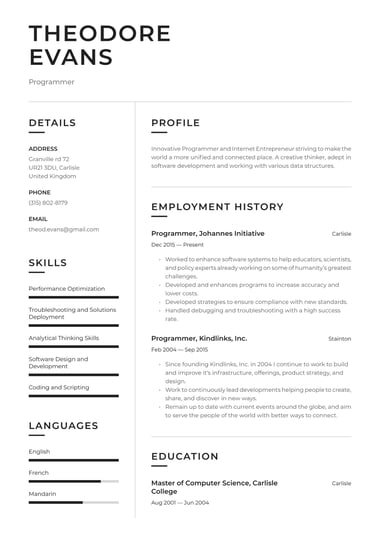 THEODORE
EVANS
Programmer
DETAILS
ADDRESS
Granville rd 72
UR21 3DU, Carlisle
United Kingdom
PHONE
(315) 802-8179
EMAIL
theod.evans@gmail.com
SKILLS
Performance Optimization
Troubleshooting and Solutions
Deployment
Analytical Thinking Skills
Software Design and
Development
Coding and Scripting
LANGUAGES
English
French
Mandarin
PROFILE
Innovative Programmer and Internet Entrepreneur striving to make the
world a more unified and connected place. A creative thinker, adept in
software development and working with various data structures.
EMPLOYMENT HISTORY
Programmer, Johannes Initiative
Carlisle
Dec 2015 — Present
Worked to enhance software systems to help educators, scientists,
and policy experts already working on some of humanity's greatest
challenges.
Developed and enhances programs to increase accuracy and
lower costs.
Developed strategies to ensure compliance with new standards.
Handled debugging and troubleshooting with a high success
rate.
Programmer, Kindlinks, Inc.
Stainton
Feb 2004 — Sep 2015
Since founding Kindlinks, Inc. in 2004 I continue to work to build
and improve it's infrastructure, offerings, product strategy, and
design.
Work to continuously lead developments helping people to create,
share, and discover in new ways.
Remain up to date with current events around the globe, and aim
to serve the people of the world with better ways to connect.
EDUCATION
Master of Computer Science, Carlisle
College
Carlisle
Aug 2001 — Jun 2004